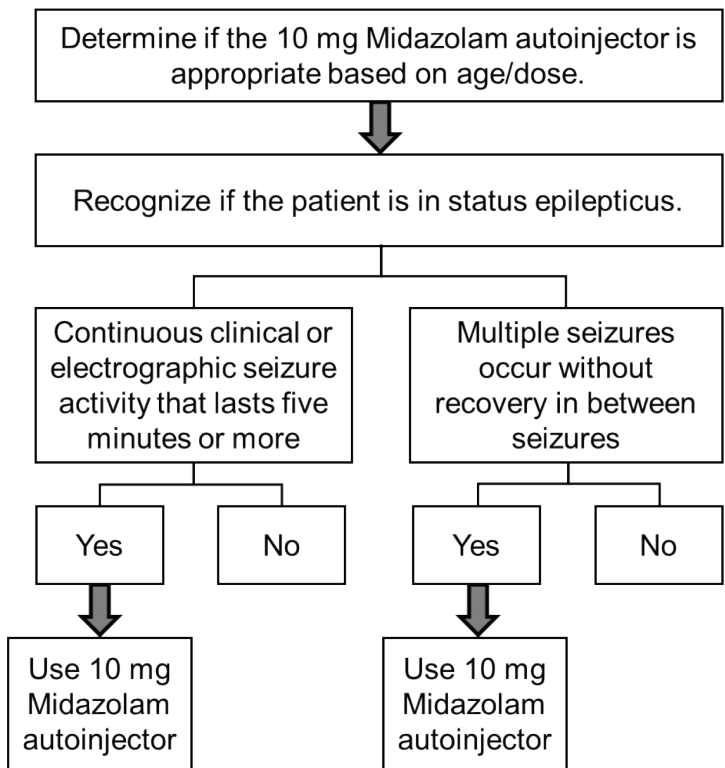 Determine if the 10 mg Midazolam autoinjector is
appropriate based on age/dose.
Recognize if the patient is in status epilepticus.
Continuous clinical or
electrographic seizure
activity that lasts five
minutes or more
Multiple seizures
occur without
recovery in between
seizures
Yes
No
Yes
No
Use 10 mg
Midazolam
autoinjector
Use 10 mg
Midazolam
autoinjector